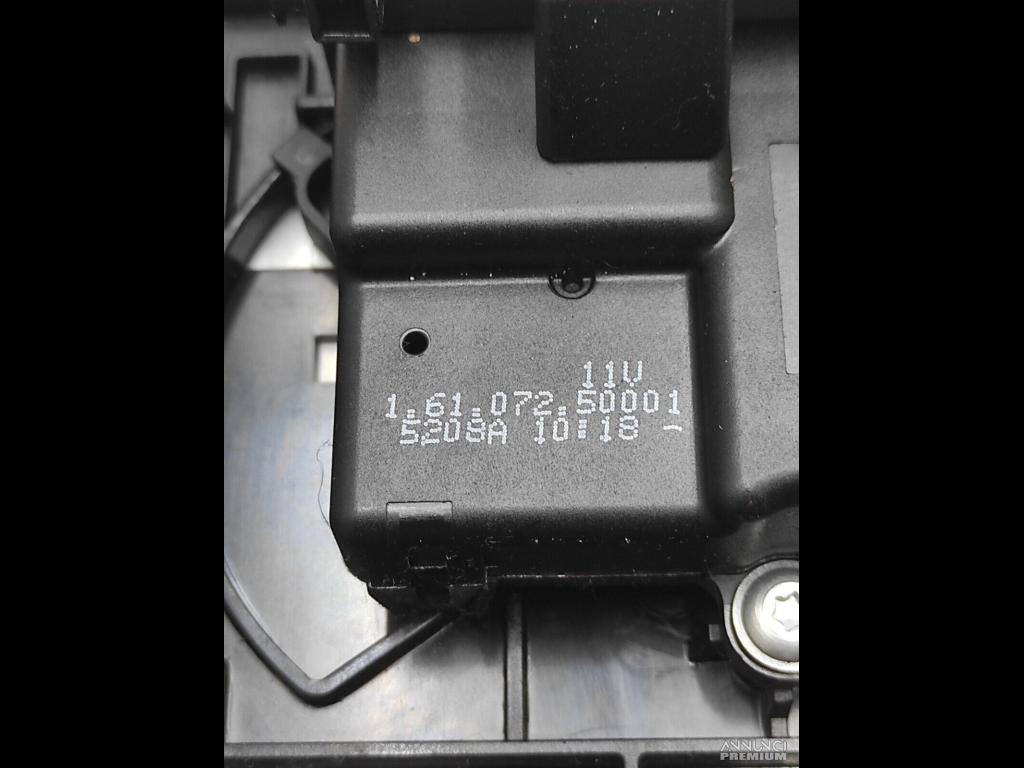 11V
1.61.072.50001
5208A 10:18 -
ANNUNCI
PREMIUM